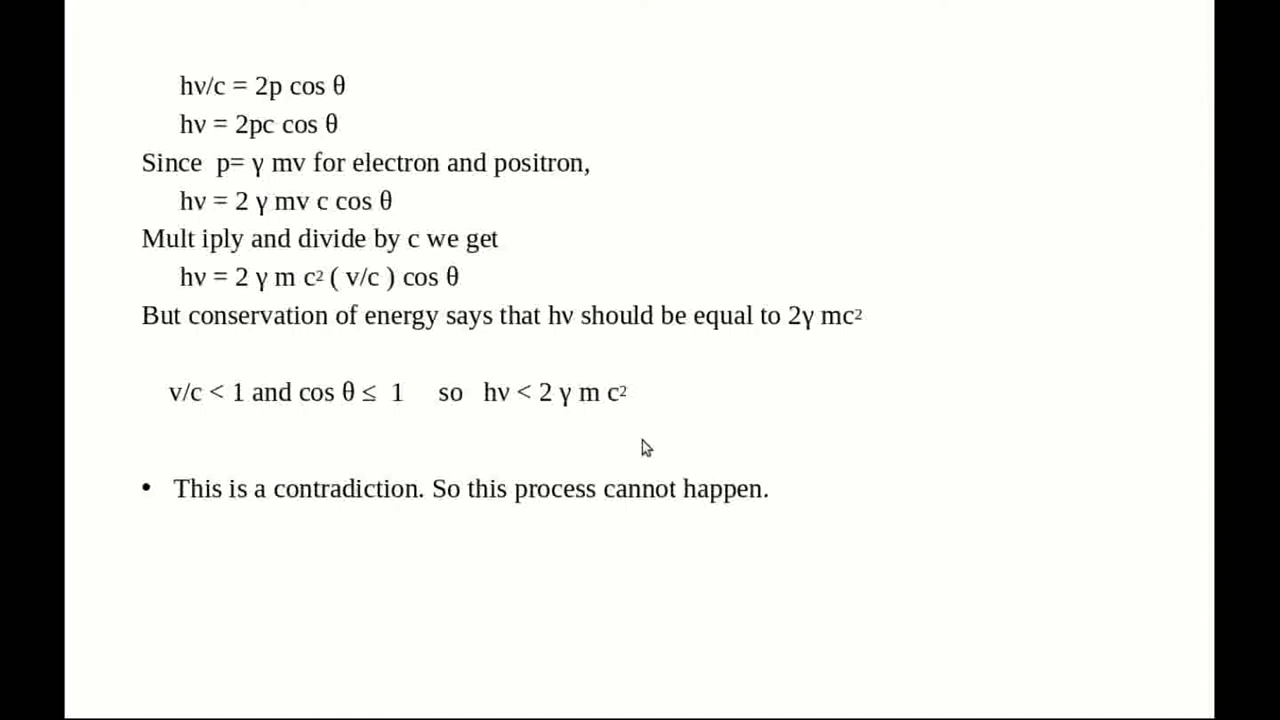 hν/c = 2p cos θ
hν = 2pc cos θ
Since p= γ mv for electron and positron,
hν = 2 γ mv c cos θ
Mult iply and divide by c we get
hν = 2 γ m c² ( v/c ) cos θ
But conservation of energy says that hν should be equal to 2γ mc²
v/c < 1 and cos θ ≤ 1 so hν < 2 γ m c²
• This is a contradiction. So this process cannot happen.